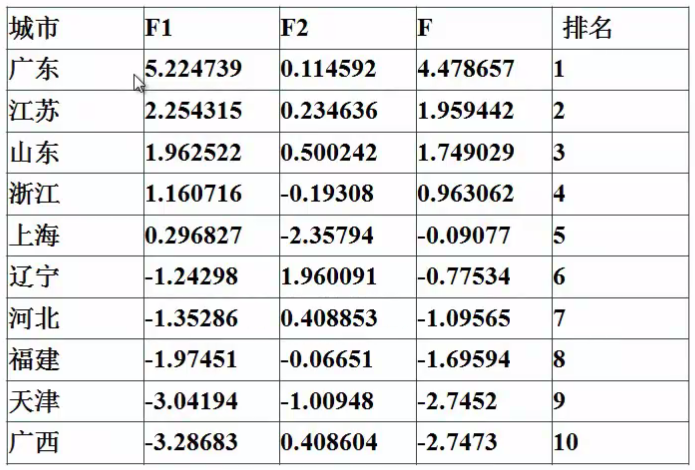 城市 F1 F2 F 排名
广东 5.224739 0.114592 4.478657 1
江苏 2.254315 0.234636 1.959442 2
山东 1.962522 0.500242 1.749029 3
浙江 1.160716 -0.19308 0.963062 4
上海 0.296827 -2.35794 -0.09077 5
辽宁 -1.24298 1.960091 -0.77534 6
河北 -1.35286 0.408853 -1.09565 7
福建 -1.97451 -0.06651 -1.69594 8
天津 -3.04194 -1.00948 -2.7452 9
广西 -3.28683 0.408604 -2.7473 10